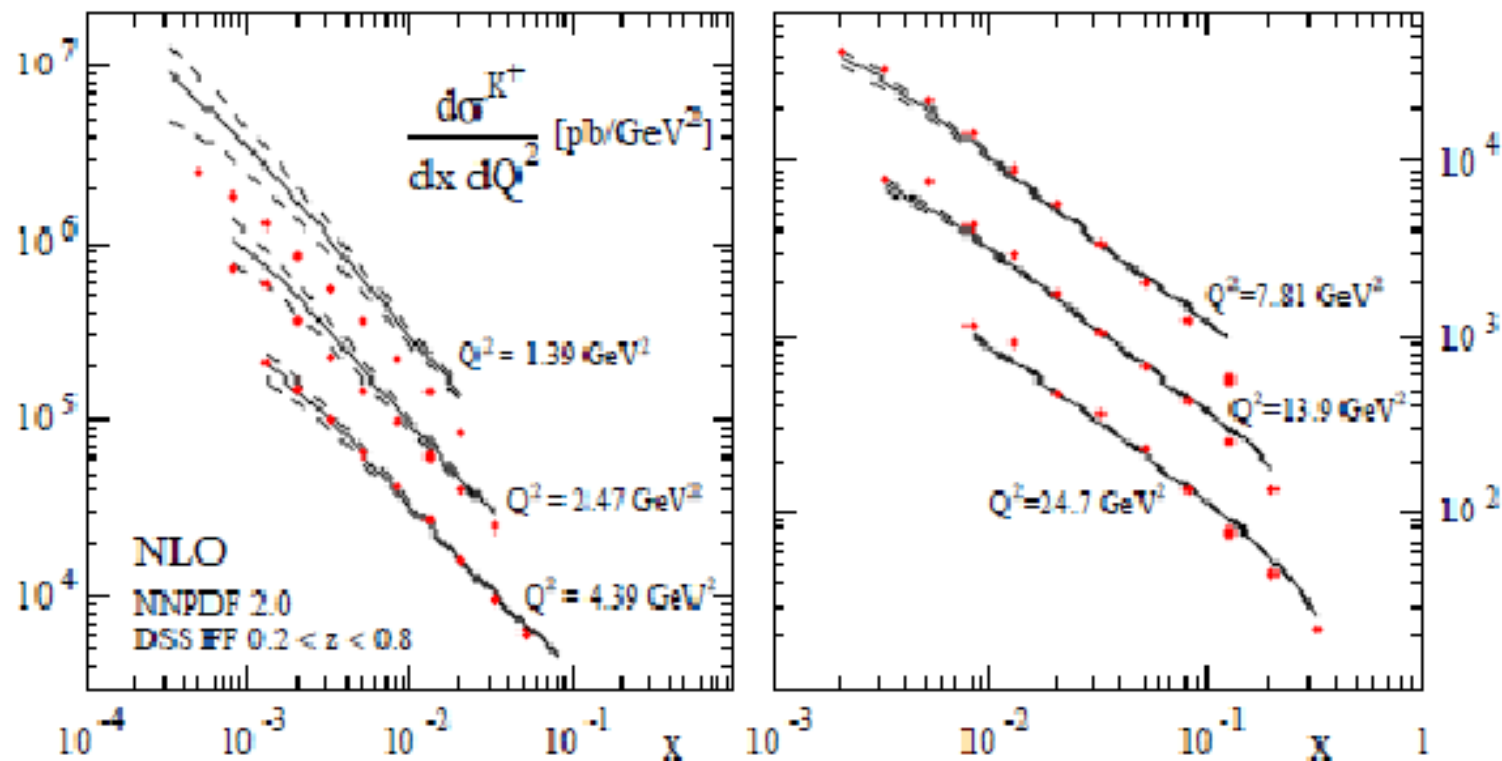 10^7
10^6
10^5
10^4
dσ^K^+
dx dQ^2
[pb/GeV^2]
Q^2 = 1.39 GeV^2
Q^2 = 2.47 GeV^2
Q^2 = 4.39 GeV^2
NLO
NNPDF 2.0
DSS FF 0.2 < z < 0.8
10^-4
10^-3
10^-2
10^-1
x
Q^2=7.81 GeV^2
Q^2=13.9 GeV^2
Q^2=24.7 GeV^2
10^4
10^3
10^2
10^-3
10^-2
10^-1
x
1